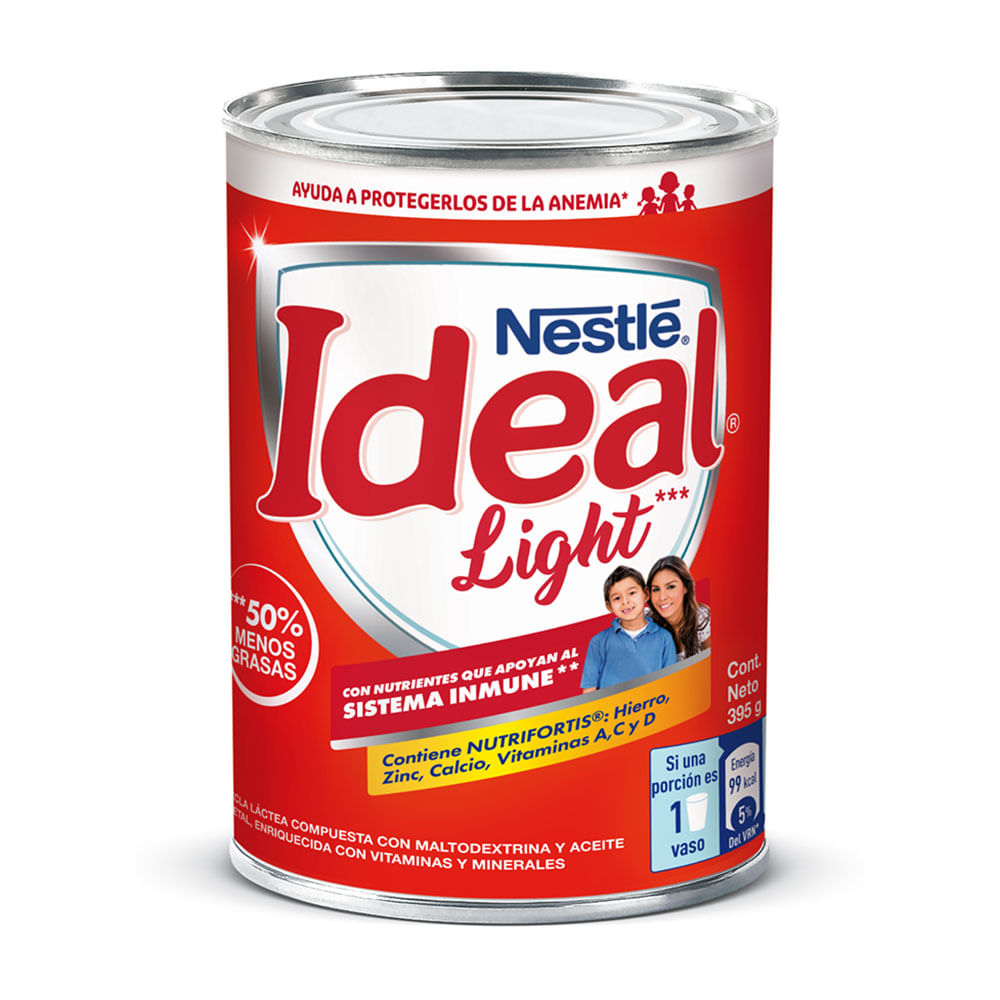 AYUDA A PROTEGERLOS DE LA ANEMIA*
Nestlé®
Ideal®
Light***
***50%
MENOS
GRASAS
CON NUTRIENTES QUE APOYAN AL
SISTEMA INMUNE**
Contiene NUTRIFORTIS®: Hierro,
Zinc, Calcio, Vitaminas A,C y D
Cont.
Neto
395 g
Si una
porción es
1
vaso
Energía
99 kcal
5%
Del VRN*
LÁCTEA COMPUESTA CON MALTODEXTRINA Y ACEITE
ENRIQUECIDA CON VITAMINAS Y MINERALES